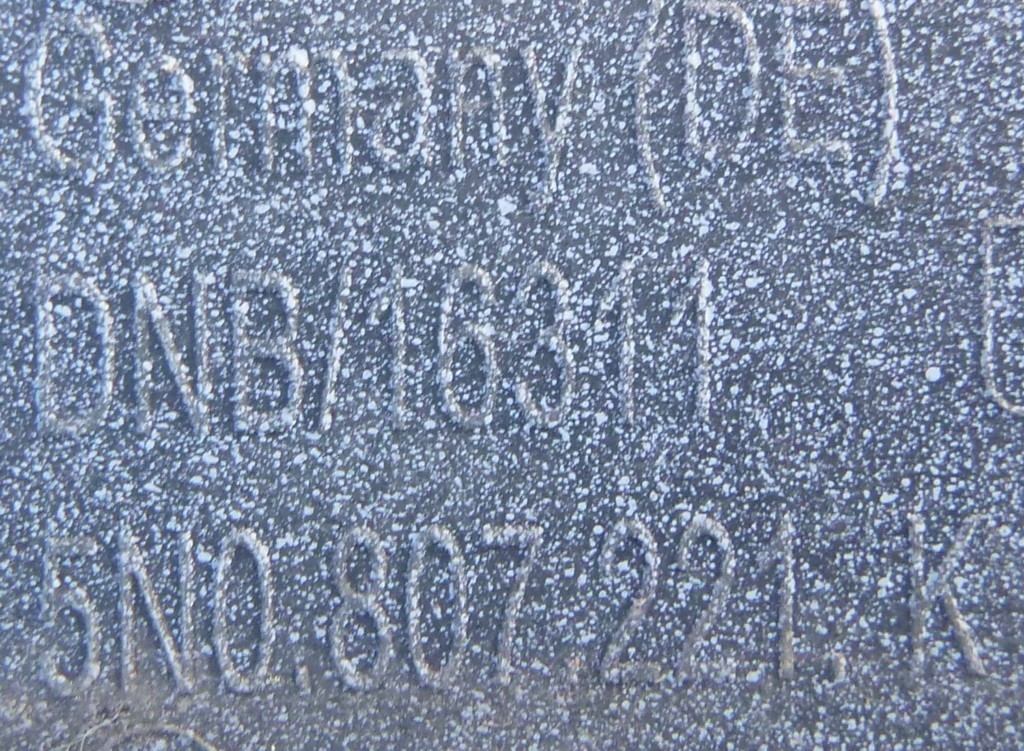 Germany (DE)
DNB/16311
5N0.807.221.K